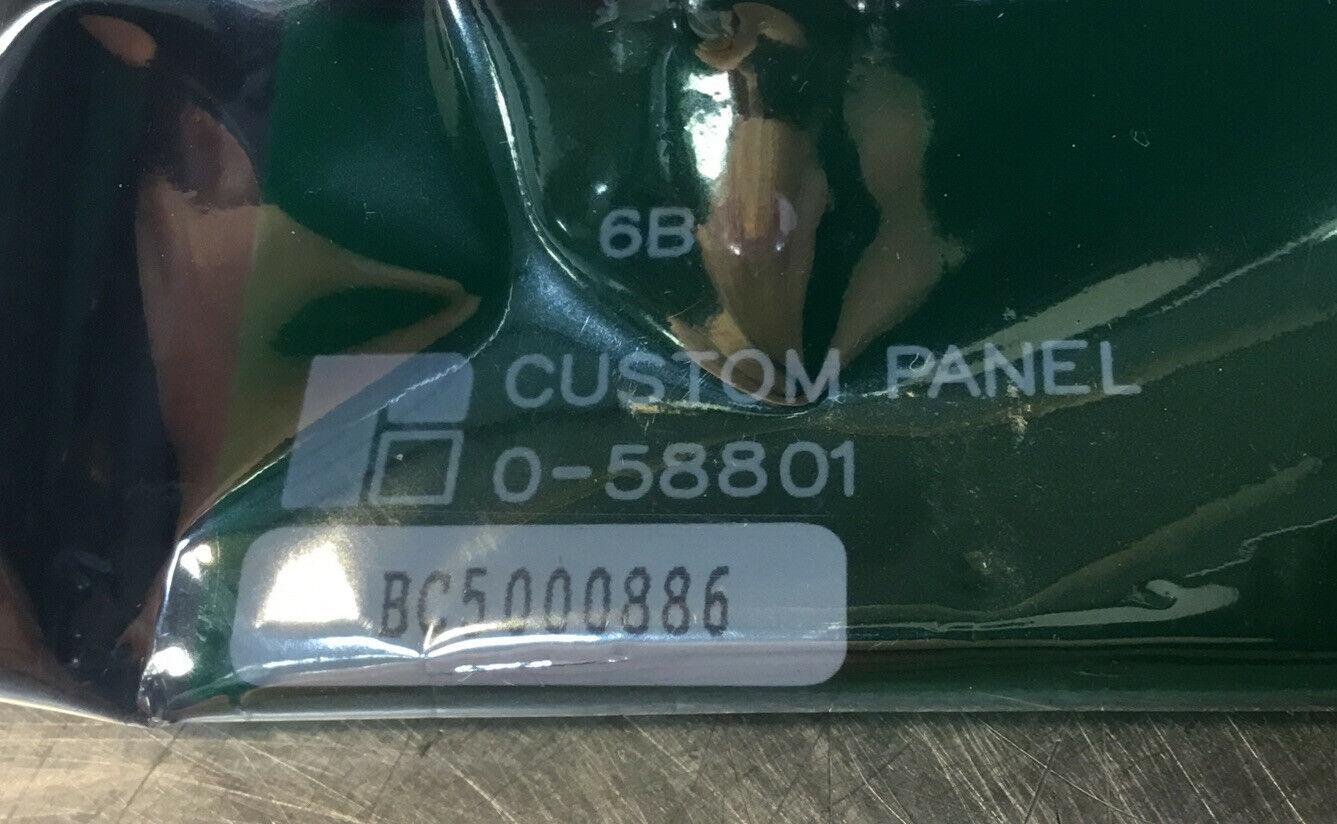 6B
CUSTOM PANEL
0-58801
BC5000886